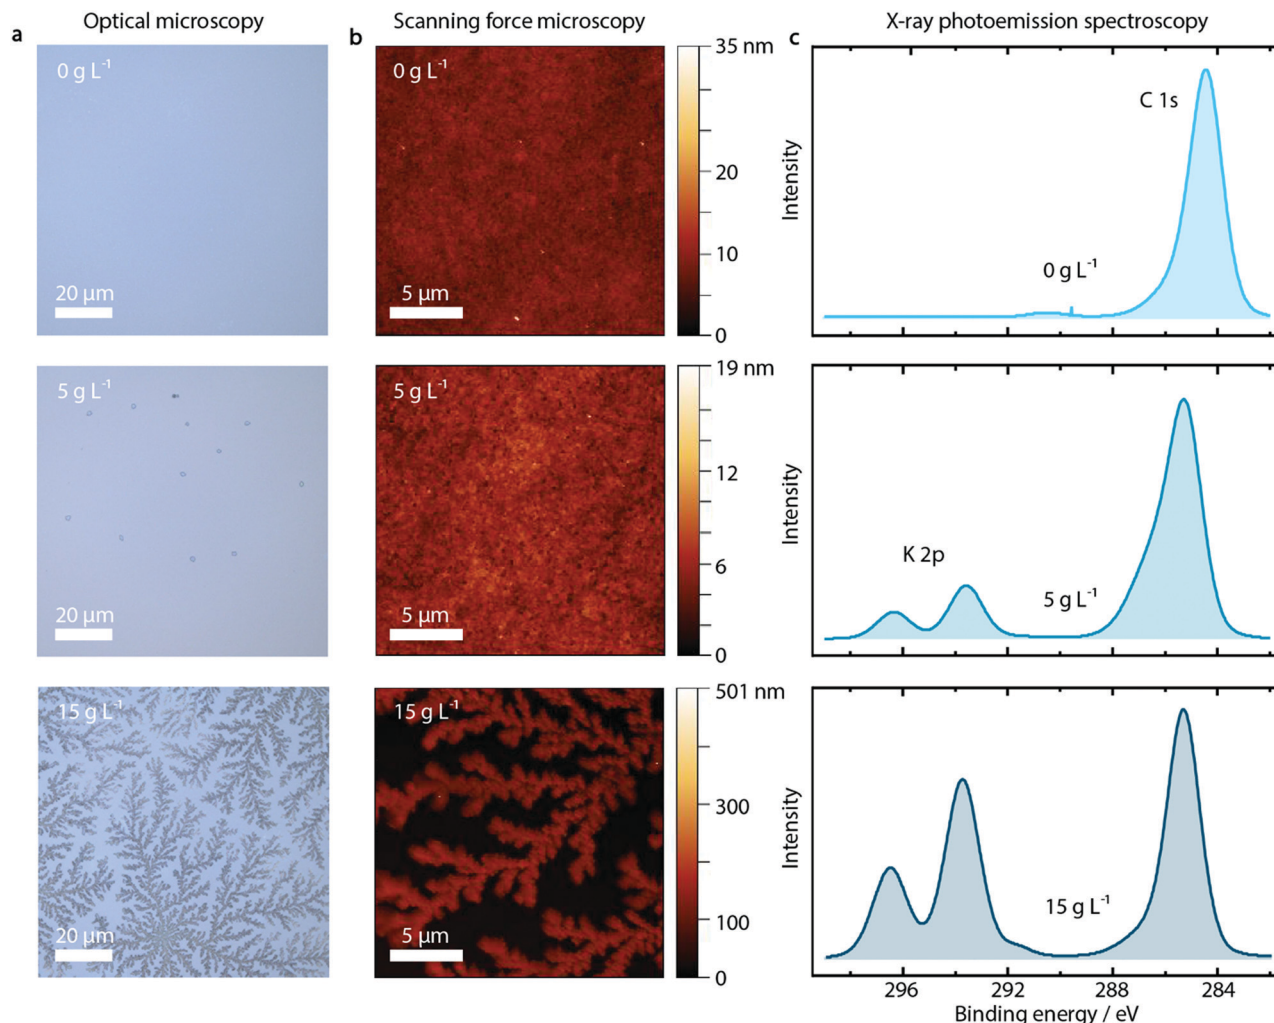 a
Optical microscopy
b
Scanning force microscopy
c
X-ray photoemission spectroscopy
0 g L⁻¹
20 µm
0 g L⁻¹
5 µm
35 nm
20
10
0
Intensity
C 1s
0 g L⁻¹
5 g L⁻¹
20 µm
5 g L⁻¹
5 µm
19 nm
12
6
0
Intensity
K 2p
5 g L⁻¹
15 g L⁻¹
20 µm
15 g L⁻¹
5 µm
501 nm
300
100
0
Intensity
15 g L⁻¹
296
292
288
284
Binding energy / eV